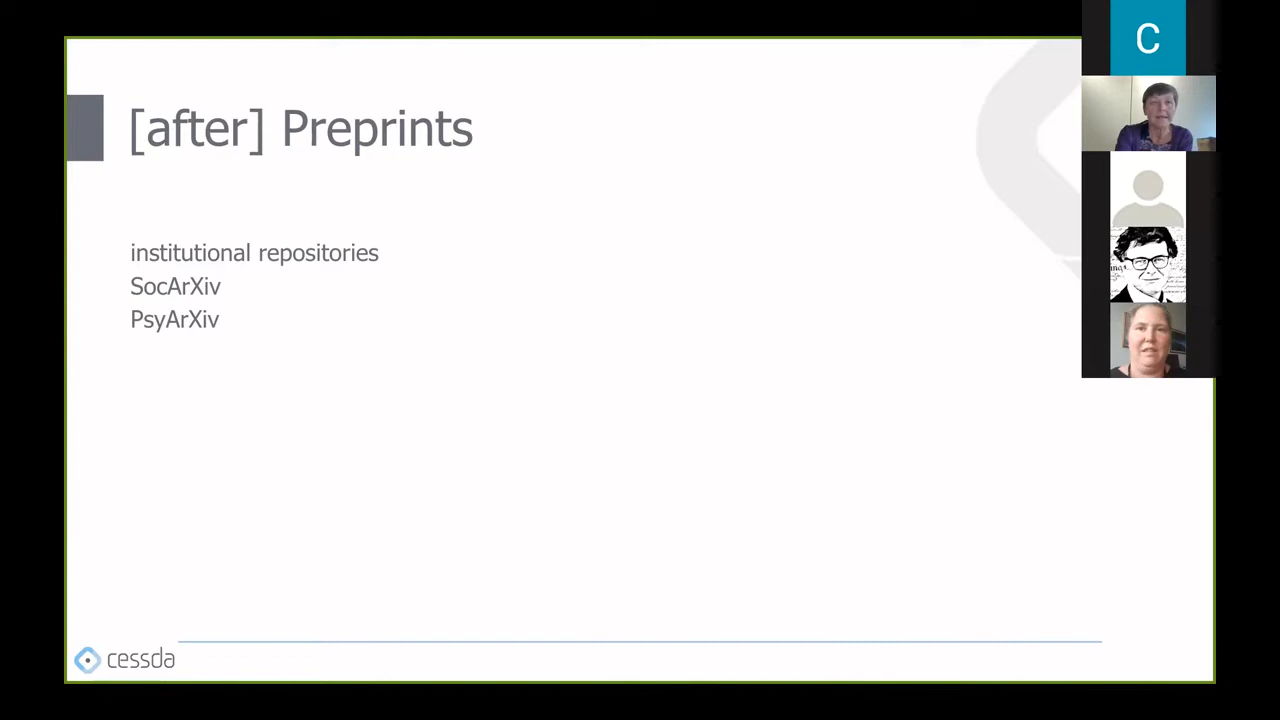 [after] Preprints
C
institutional repositories
SocArXiv
PsyArXiv
cessda